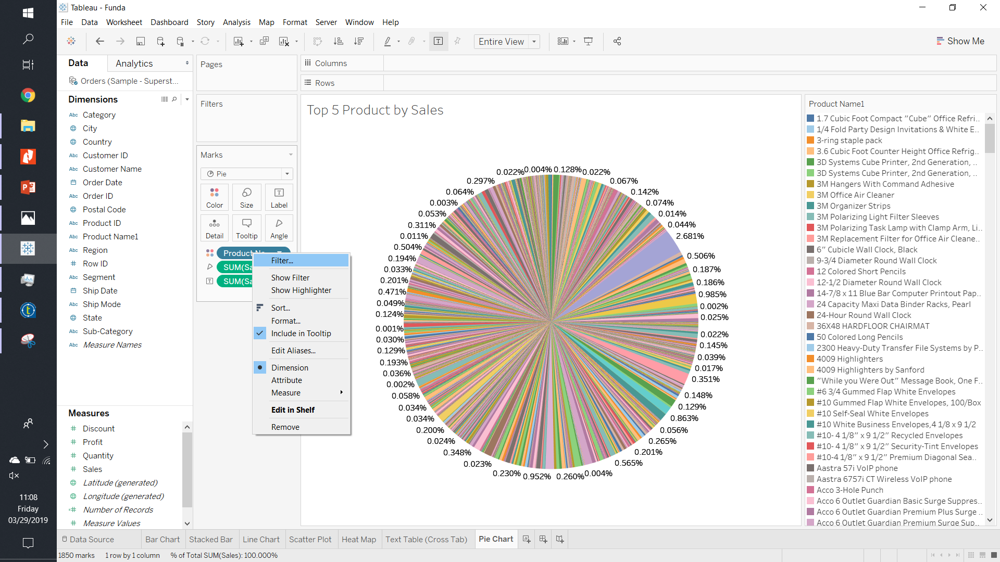 Tableau - Funda
File Data Worksheet Dashboard Story Analysis Map Format Server Window Help
Entire View
Show Me
Data
Analytics
Orders (Sample - Superst...
Dimensions
Abc Category
City
Country
Abc Customer ID
Abc Customer Name
Order Date
Abc Order ID
Postal Code
Abc Product ID
Abc Product Name1
Abc Region
# Row ID
Abc Segment
Ship Date
Abc Ship Mode
State
Abc Sub-Category
Abc Measure Names
Measures
# Discount
# Profit
# Quantity
# Sales
Latitude (generated)
Longitude (generated)
=# Number of Records
# Measure Values
11:08
Friday
03/29/2019
Pages
Filters
Marks
Pie
Color
Size
Label
Detail
Tooltip
Angle
Product
SUM(Sa
SUM(Sa
Filter...
Show Filter
Show Highlighter
Sort...
Format...
Include in Tooltip
Edit Aliases...
Dimension
Attribute
Measure
Edit in Shelf
Remove
Columns
Rows
Top 5 Product by Sales
0.022%
0.004%
0.128%
0.022%
0.067%
0.142%
0.074%
0.014%
0.044%
2.681%
0.506%
0.187%
0.186%
0.985%
0.002%
0.025%
0.022%
0.145%
0.039%
0.017%
0.351%
0.148%
0.129%
0.863%
0.056%
0.265%
0.201%
0.565%
0.004%
0.260%
0.952%
0.230%
0.023%
0.348%
0.024%
0.200%
0.034%
0.034%
0.058%
0.002%
0.036%
0.193%
0.129%
0.030%
0.001%
0.124%
0.049%
0.471%
0.201%
0.033%
0.194%
0.504%
0.011%
0.311%
0.053%
0.003%
0.064%
0.297%
Product Name1
1.7 Cubic Foot Compact "Cube" Office Refri..
1/4 Fold Party Design Invitations & White E..
3-ring staple pack
3.6 Cubic Foot Counter Height Office Refrig..
3D Systems Cube Printer, 2nd Generation, ..
3D Systems Cube Printer, 2nd Generation, ..
3M Hangers With Command Adhesive
3M Office Air Cleaner
3M Organizer Strips
3M Polarizing Light Filter Sleeves
3M Polarizing Task Lamp with Clamp Arm, Li..
3M Replacement Filter for Office Air Cleane..
6" Cubicle Wall Clock, Black
9-3/4 Diameter Round Wall Clock
12 Colored Short Pencils
12-1/2 Diameter Round Wall Clock
14-7/8 x 11 Blue Bar Computer Printout Pap..
24 Capacity Maxi Data Binder Racks, Pearl
24-Hour Round Wall Clock
36X48 HARDFLOOR CHAIRMAT
50 Colored Long Pencils
2300 Heavy-Duty Transfer File Systems by P..
4009 Highlighters
4009 Highlighters by Sanford
"While you Were Out" Message Book, One F..
#6 3/4 Gummed Flap White Envelopes
#10 Gummed Flap White Envelopes, 100/Box
#10 Self-Seal White Envelopes
#10 White Business Envelopes,4 1/8 x 9 1/2
#10- 4 1/8" x 9 1/2" Recycled Envelopes
#10- 4 1/8" x 9 1/2" Security-Tint Envelopes
#10-4 1/8" x 9 1/2" Premium Diagonal Sea..
Aastra 57i VoIP phone
Aastra 6757i CT Wireless VoIP phone
Acco 3-Hole Punch
Acco 6 Outlet Guardian Basic Surge Suppres..
Acco 6 Outlet Guardian Premium Plus Surge ..
Acco 6 Outlet Guardian Premium Surge Sup..
Data Source
Bar Chart
Stacked Bar
Line Chart
Scatter Plot
Heat Map
Text Table (Cross Tab)
Pie Chart
1850 marks
1 row by 1 column
% of Total SUM(Sales): 100.000%